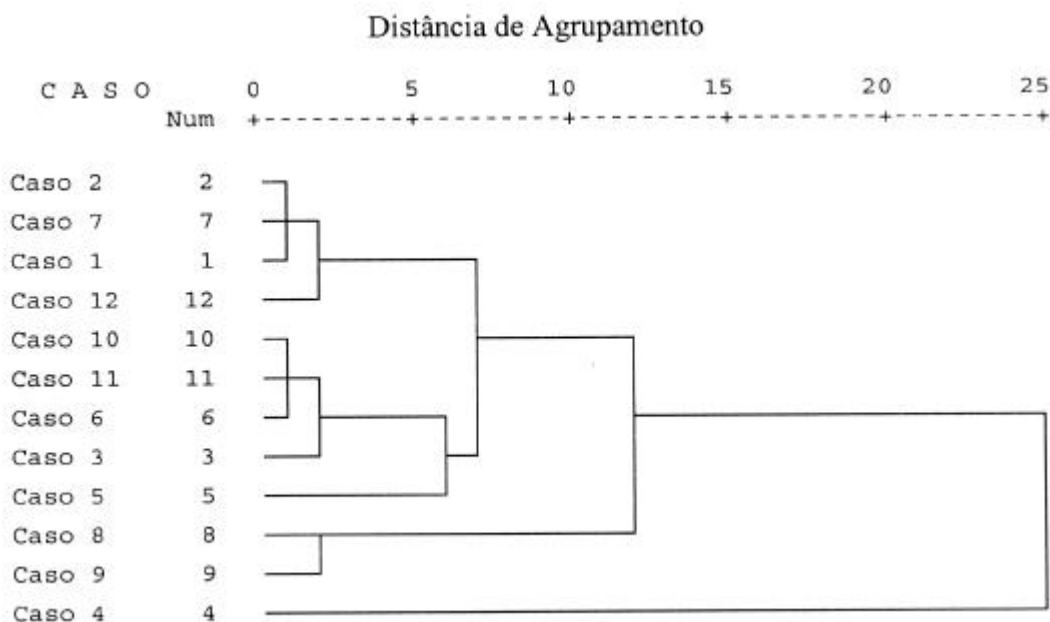 Distância de Agrupamento
C A S O 0 5 10 15 20 25
Num
Caso 2 2
Caso 7 7
Caso 1 1
Caso 12 12
Caso 10 10
Caso 11 11
Caso 6 6
Caso 3 3
Caso 5 5
Caso 8 8
Caso 9 9
Caso 4 4